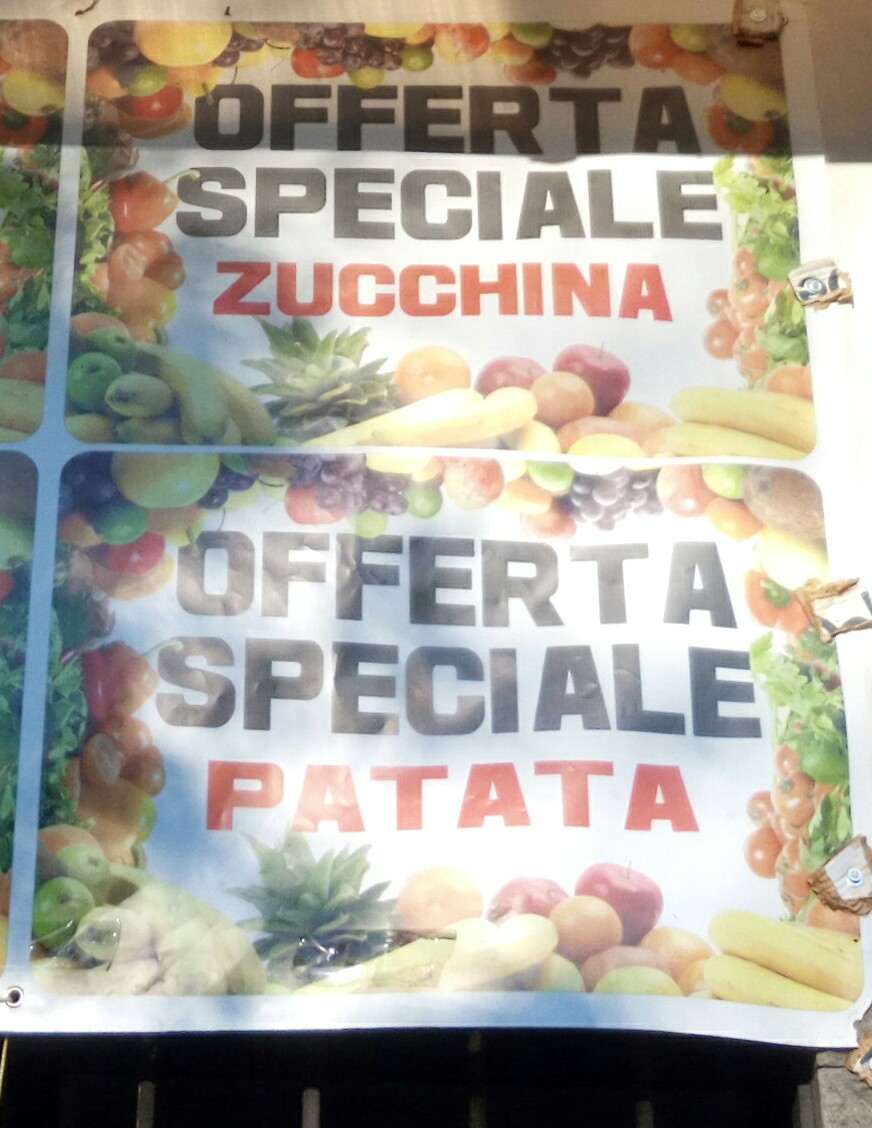 OFFERTA
SPECIALE
ZUCCHINA
OFFERTA
SPECIALE
PATATA